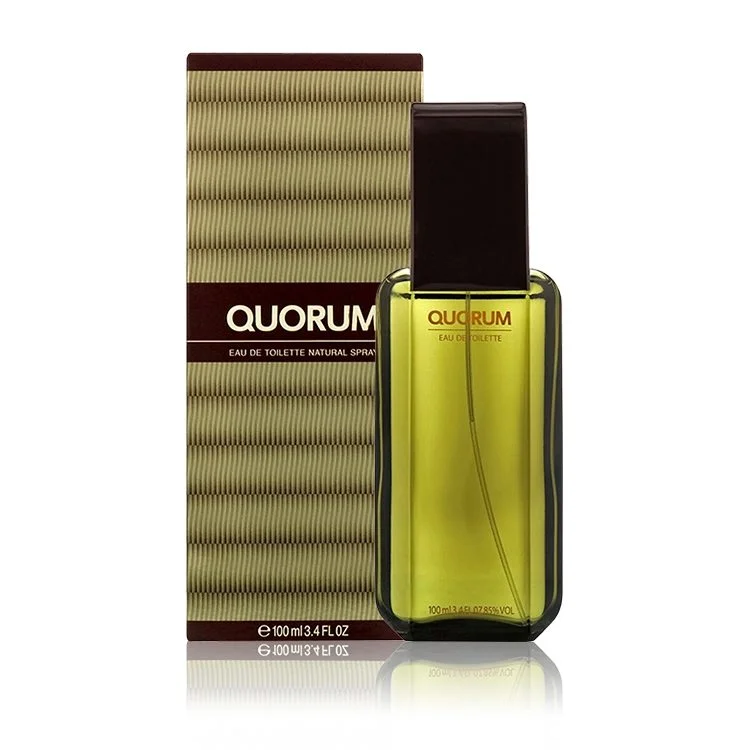 QUORUM
EAU DE TOILETTE NATURAL SPRAY
℮100 ml 3.4 FL OZ
QUORUM
EAU DE TOILETTE
100 ml 3.4 FL OZ 85% VOL